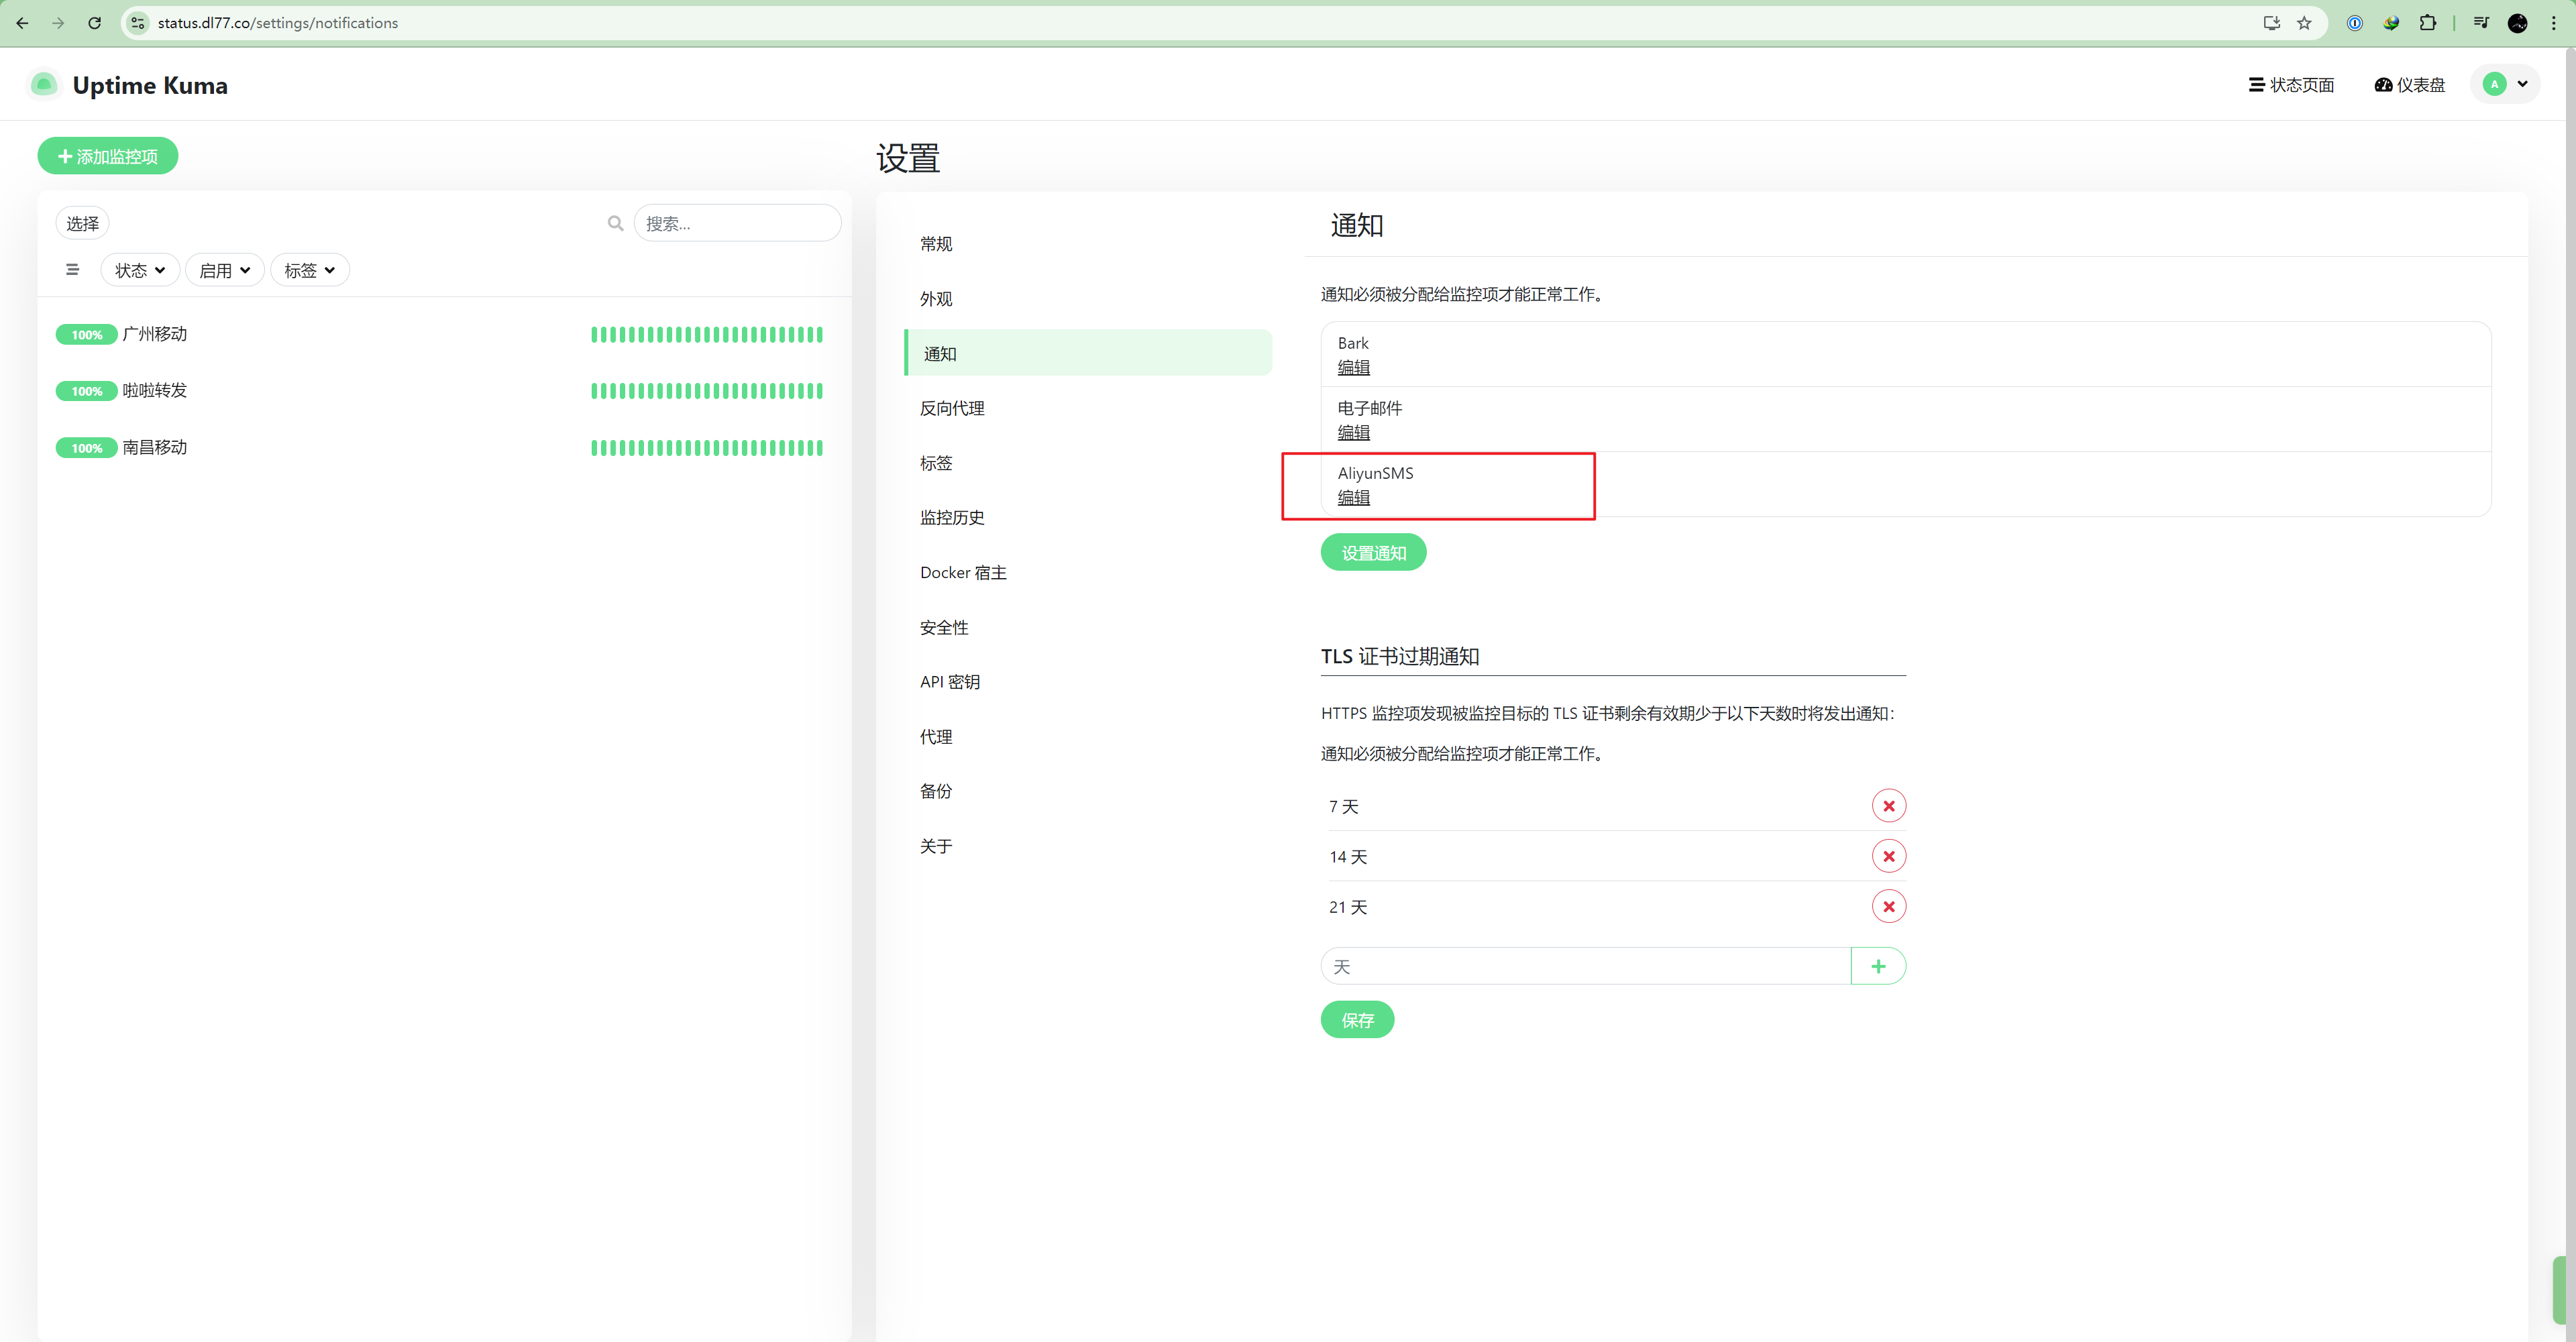 status.dl77.co/settings/notifications
Uptime Kuma
状态页面
仪表盘
A
添加监控项
选择
搜索...
状态
启用
标签
100% 广州移动
100% 啦啦转发
100% 南昌移动
设置
常规
外观
通知
反向代理
标签
监控历史
Docker 宿主
安全性
API 密钥
代理
备份
关于
通知
通知必须被分配给监控项才能正常工作。
Bark
编辑
电子邮件
编辑
AliyunSMS
编辑
设置通知
TLS 证书过期通知
HTTPS 监控项发现被监控目标的 TLS 证书剩余有效期少于以下天数时将发出通知：
通知必须被分配给监控项才能正常工作。
7 天
14 天
21 天
天
保存